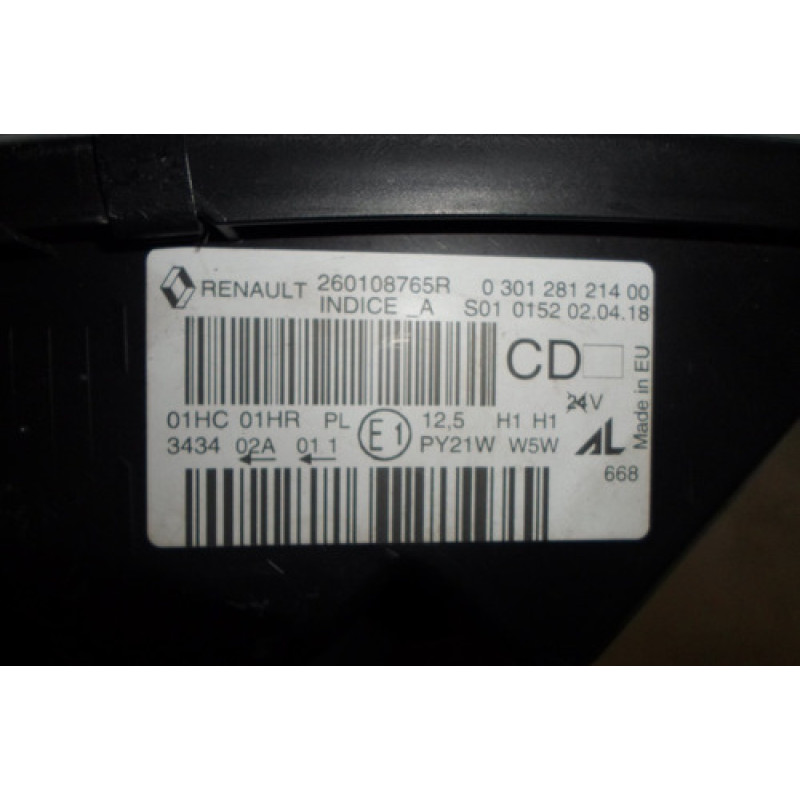 RENAULT 260108765R 0 301 281 214 00
INDICE _A S01 0152 02.04.18
CD
24V
Made in EU
01HC 01HR PL E1 12,5 H1 H1
3434 02A 01 1 PY21W W5W AL
668